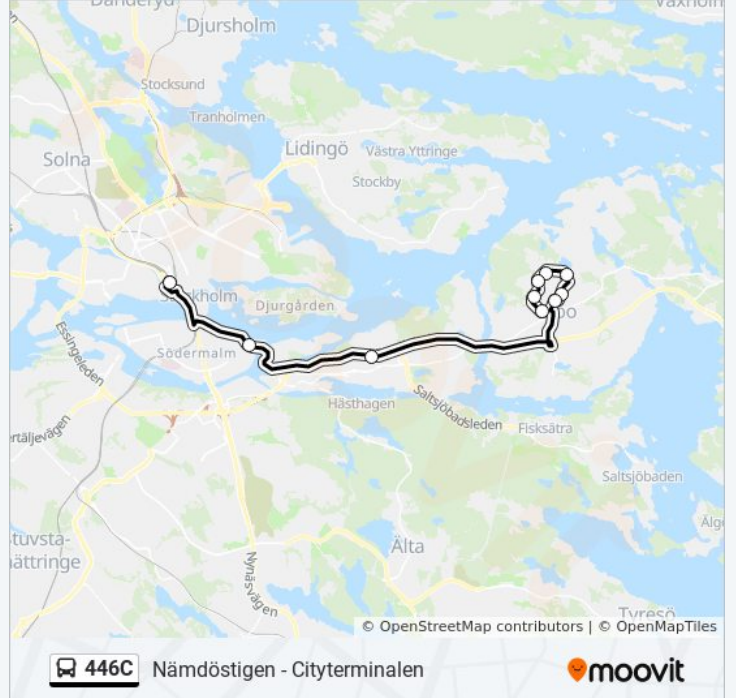 Danderyd
Djursholm
Stocksund
Tranholmen
Solna
Lidingö
Västra Yttringe
Stockby
Djurgården
Essingeleden
Södermalm
Hästhagen
Saltsjöbadsleden
Fisksätra
Saltsjöbaden
Älta
Nynäsvägen
Tyresö
© OpenStreetMap contributors | © OpenMapTiles
446C Nämdöstigen - Cityterminalen
moovit